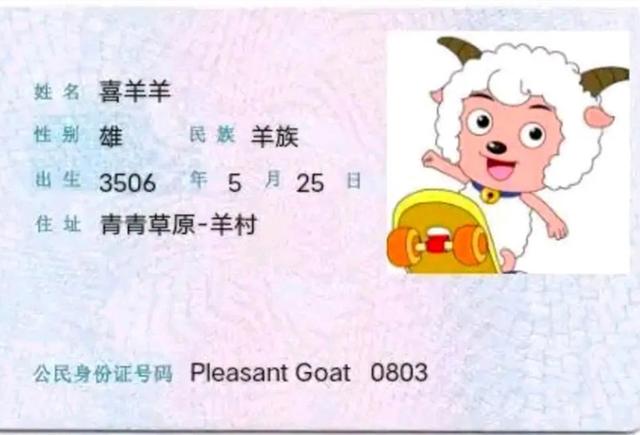 姓名 喜羊羊
性别 雄 民族 羊族
出生 3506 年 5 月 25 日
住址 青青草原-羊村
公民身份证号码 Pleasant Goat 0803